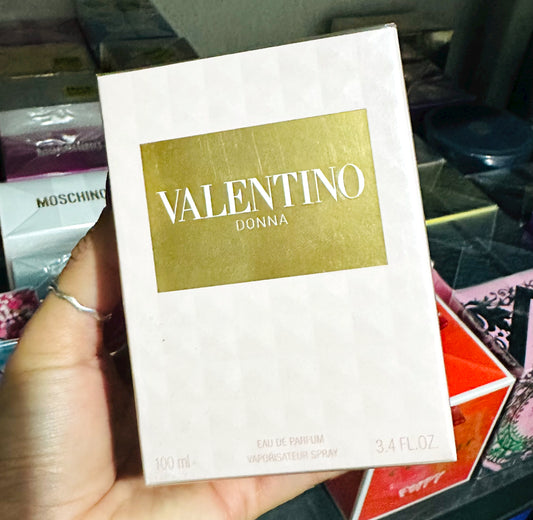 VALENTINO
DONNA
EAU DE PARFUM
VAPORISATEUR SPRAY
100 ml ℮
3.4 FL.OZ.
MOSCHINO